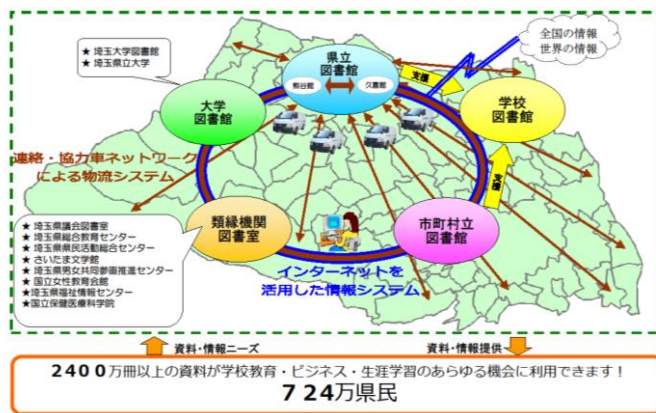 ★ 埼玉大学図書館
★ 埼玉県立大学
県立
図書館
熊谷館
久喜館
支援
全国の情報
世界の情報
大学
図書館
学校
図書館
連絡・協力車ネットワーク
による物流システム
支援
類縁機関
図書室
市町村立
図書館
★ 埼玉県議会図書室
★ 埼玉県総合教育センター
★ 埼玉県県民活動総合センター
★ さいたま文学館
★ 埼玉県男女共同参画推進センター
★ 国立女性教育会館
★埼玉県福祉情報センター
★国立保健医療科学院
インターネットを
活用した情報システム
資料・情報ニーズ
資料・情報提供
2400万冊以上の資料が学校教育・ビジネス・生涯学習のあらゆる機会に利用できます！
724万県民